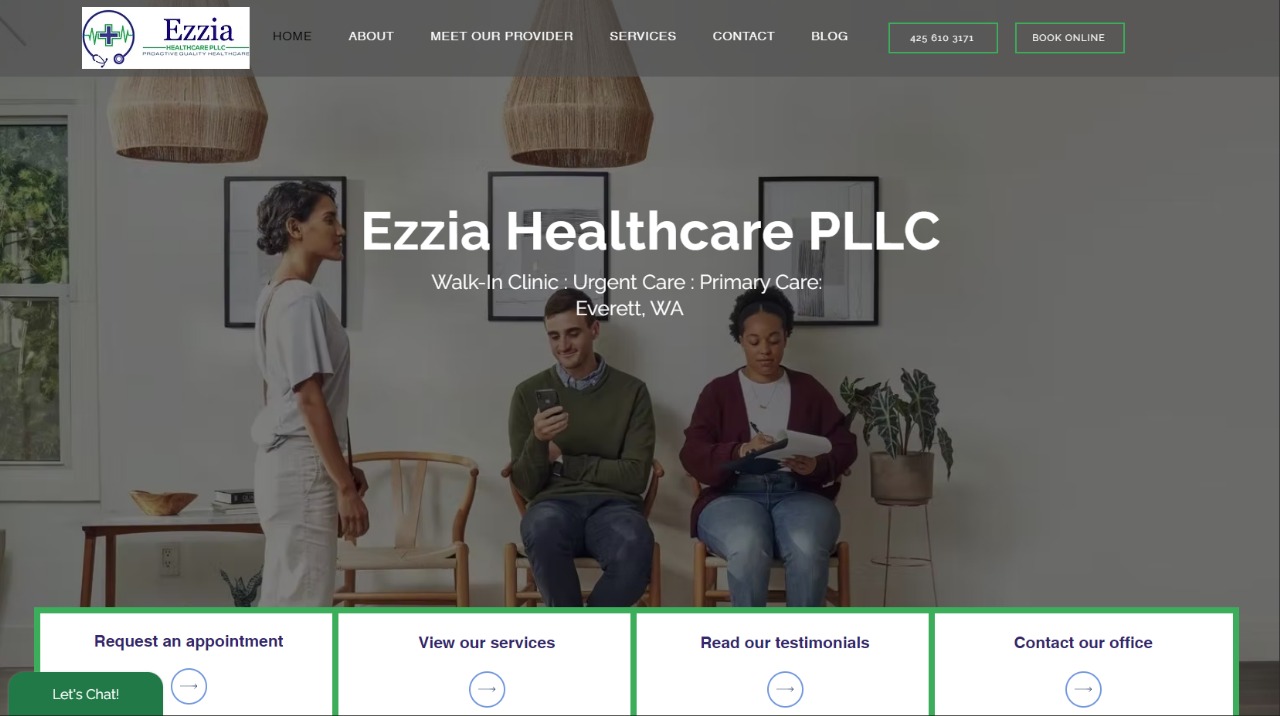 Ezzia
HEALTHCARE PLLC
PROACTIVE QUALITY HEALTHCARE
HOME
ABOUT
MEET OUR PROVIDER
SERVICES
CONTACT
BLOG
425 610 3171
BOOK ONLINE
Ezzia Healthcare PLLC
Walk-In Clinic : Urgent Care : Primary Care:
Everett, WA
Request an appointment
View our services
Read our testimonials
Contact our office
Let's Chat!